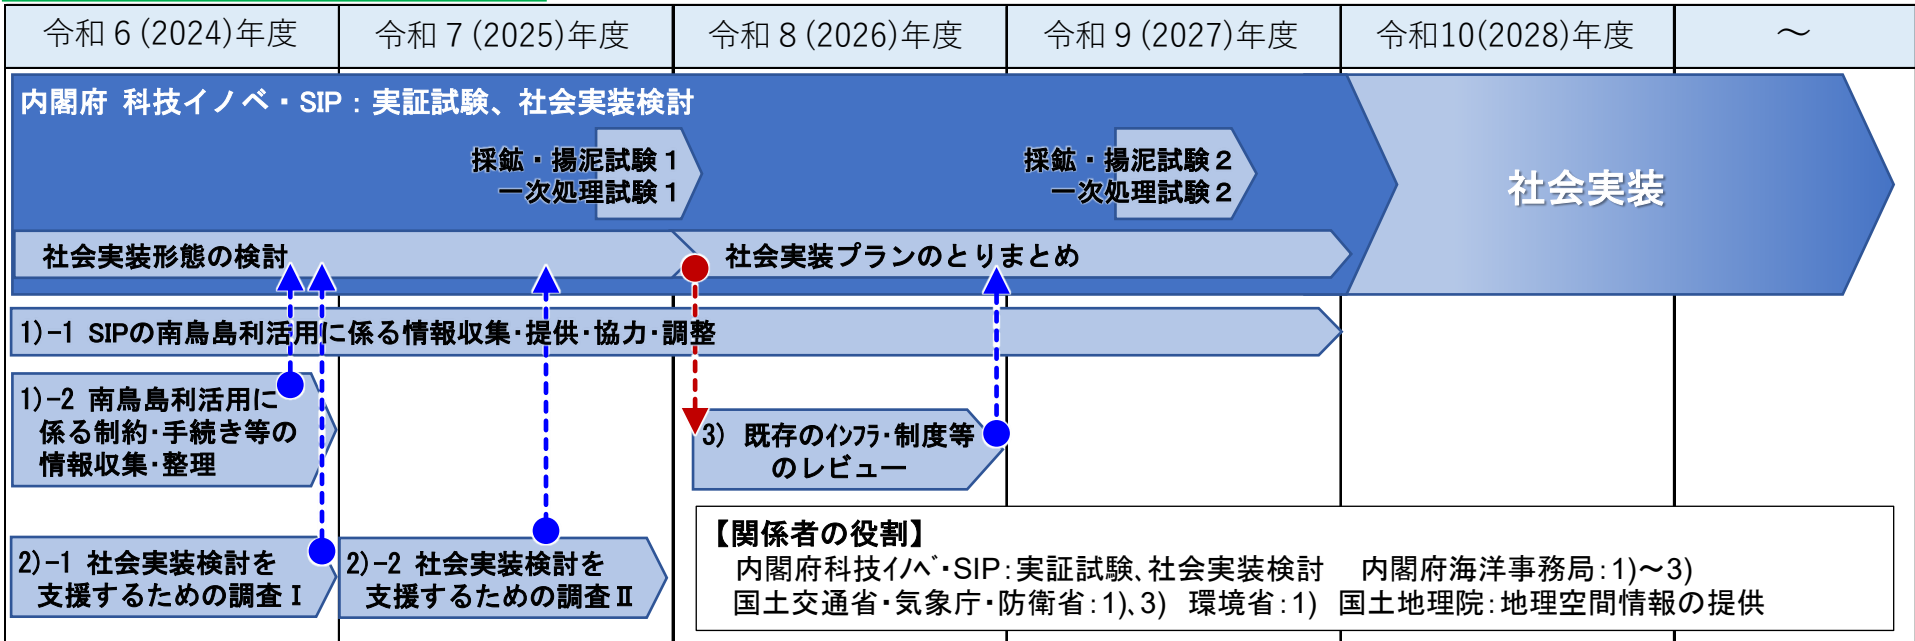 令和６(2024)年度
令和７(2025)年度
令和８(2026)年度
令和９(2027)年度
令和10(2028)年度
～
内閣府 科技イノベ・SIP：実証試験、社会実装検討
採鉱・揚泥試験１
一次処理試験１
採鉱・揚泥試験２
一次処理試験２
社会実装
社会実装形態の検討
社会実装プランのとりまとめ
1)-1 SIPの南鳥島利活用に係る情報収集･提供･協力･調整
1)-2 南鳥島利活用に
係る制約･手続き等の
情報収集･整理
3) 既存のｲﾝﾌﾗ･制度等
のレビュー
2)-1 社会実装検討を
支援するための調査Ⅰ
2)-2 社会実装検討を
支援するための調査Ⅱ
【関係者の役割】
内閣府科技ｲﾉﾍﾞ･SIP：実証試験、社会実装検討　内閣府海洋事務局：1)～3)
国土交通省・気象庁・防衛省：1)、3)　環境省：1)　国土地理院：地理空間情報の提供